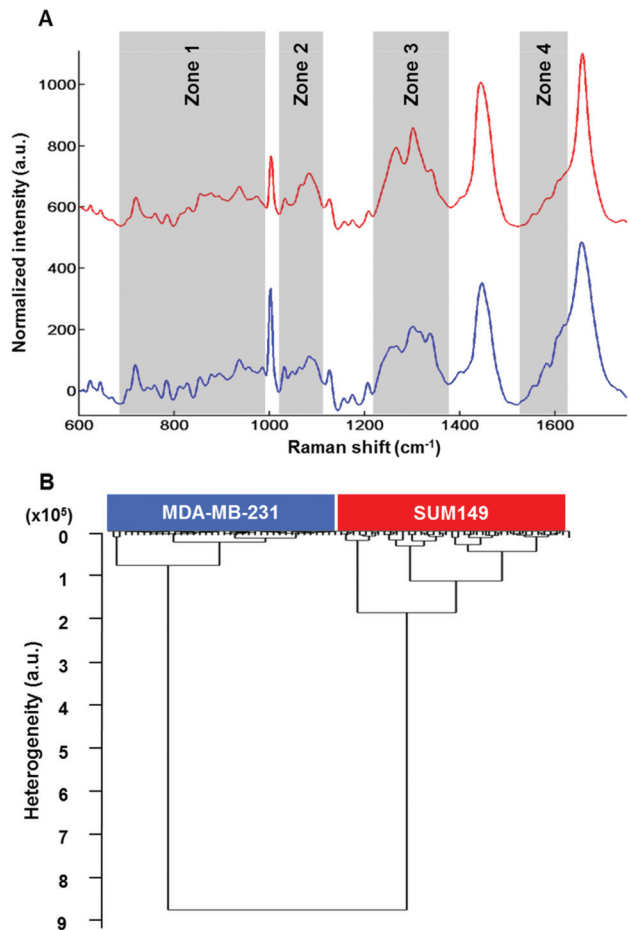 A
Zone 1
Zone 2
Zone 3
Zone 4
Normalized intensity (a.u.)
1000
800
600
400
200
0
600 800 1000 1200 1400 1600
Raman shift (cm⁻¹)
B
(x10⁵)
MDA-MB-231 SUM149
Heterogeneity (a.u.)
0
1
2
3
4
5
6
7
8
9